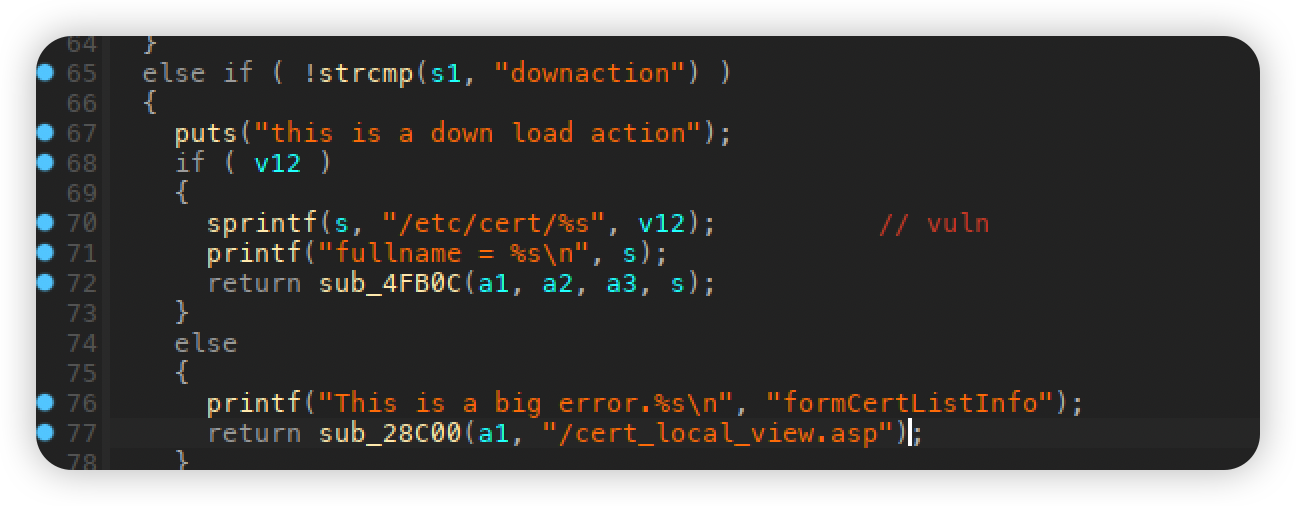 64   }
65   else if ( !strcmp(s1, "downaction") )
66   {
67     puts("this is a down load action");
68     if ( v12 )
69     {
70       sprintf(s, "/etc/cert/%s", v12);          // vuln
71       printf("fullname = %s\n", s);
72       return sub_4FB0C(a1, a2, a3, s);
73     }
74     else
75     {
76       printf("This is a big error.%s\n", "formCertListInfo");
77       return sub_28C00(a1, "/cert_local_view.asp");
78     }